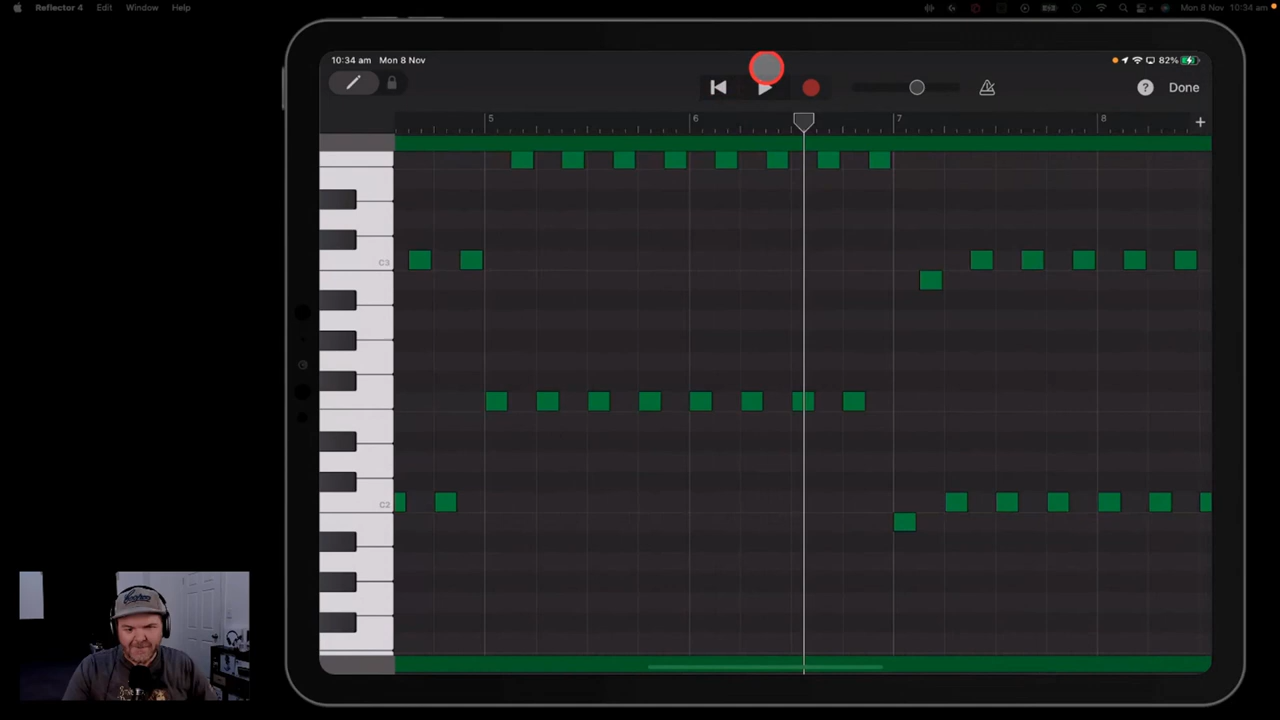 Reflector 4 Edit Window Help Mon 8 Nov 10:34 am
10:34 am Mon 8 Nov 82%
? Done
5 6 7 8 +
C3
C2